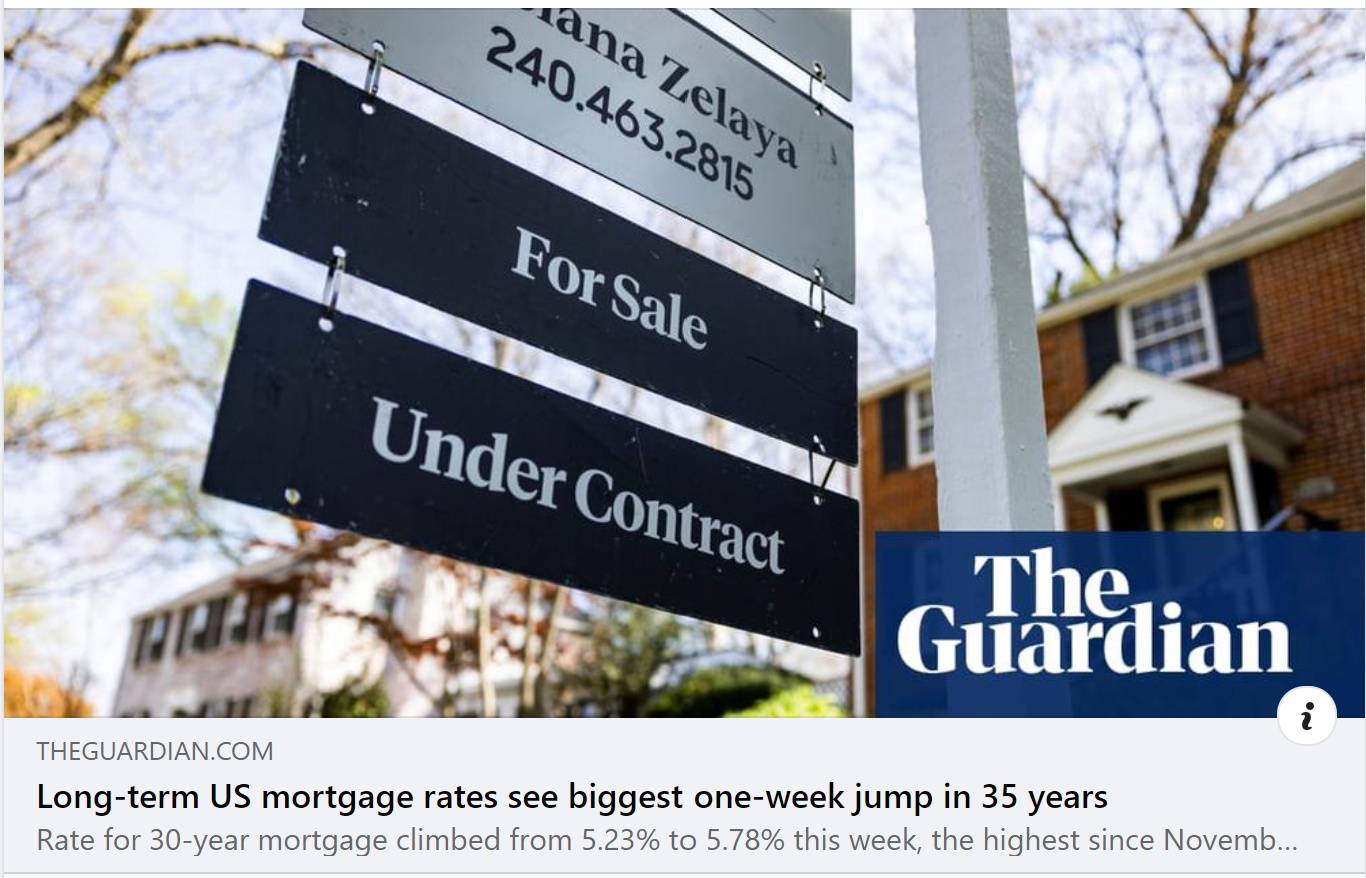 Zelaya
240.463.2815
For Sale
Under Contract
The
Guardian
THEGUARDIAN.COM
Long-term US mortgage rates see biggest one-week jump in 35 years
Rate for 30-year mortgage climbed from 5.23% to 5.78% this week, the highest since Novemb...